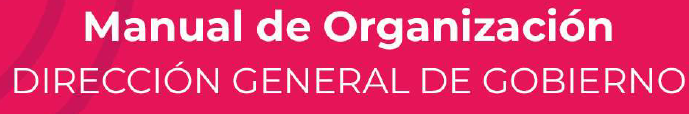 Manual de Organización
DIRECCIÓN GENERAL DE GOBIERNO